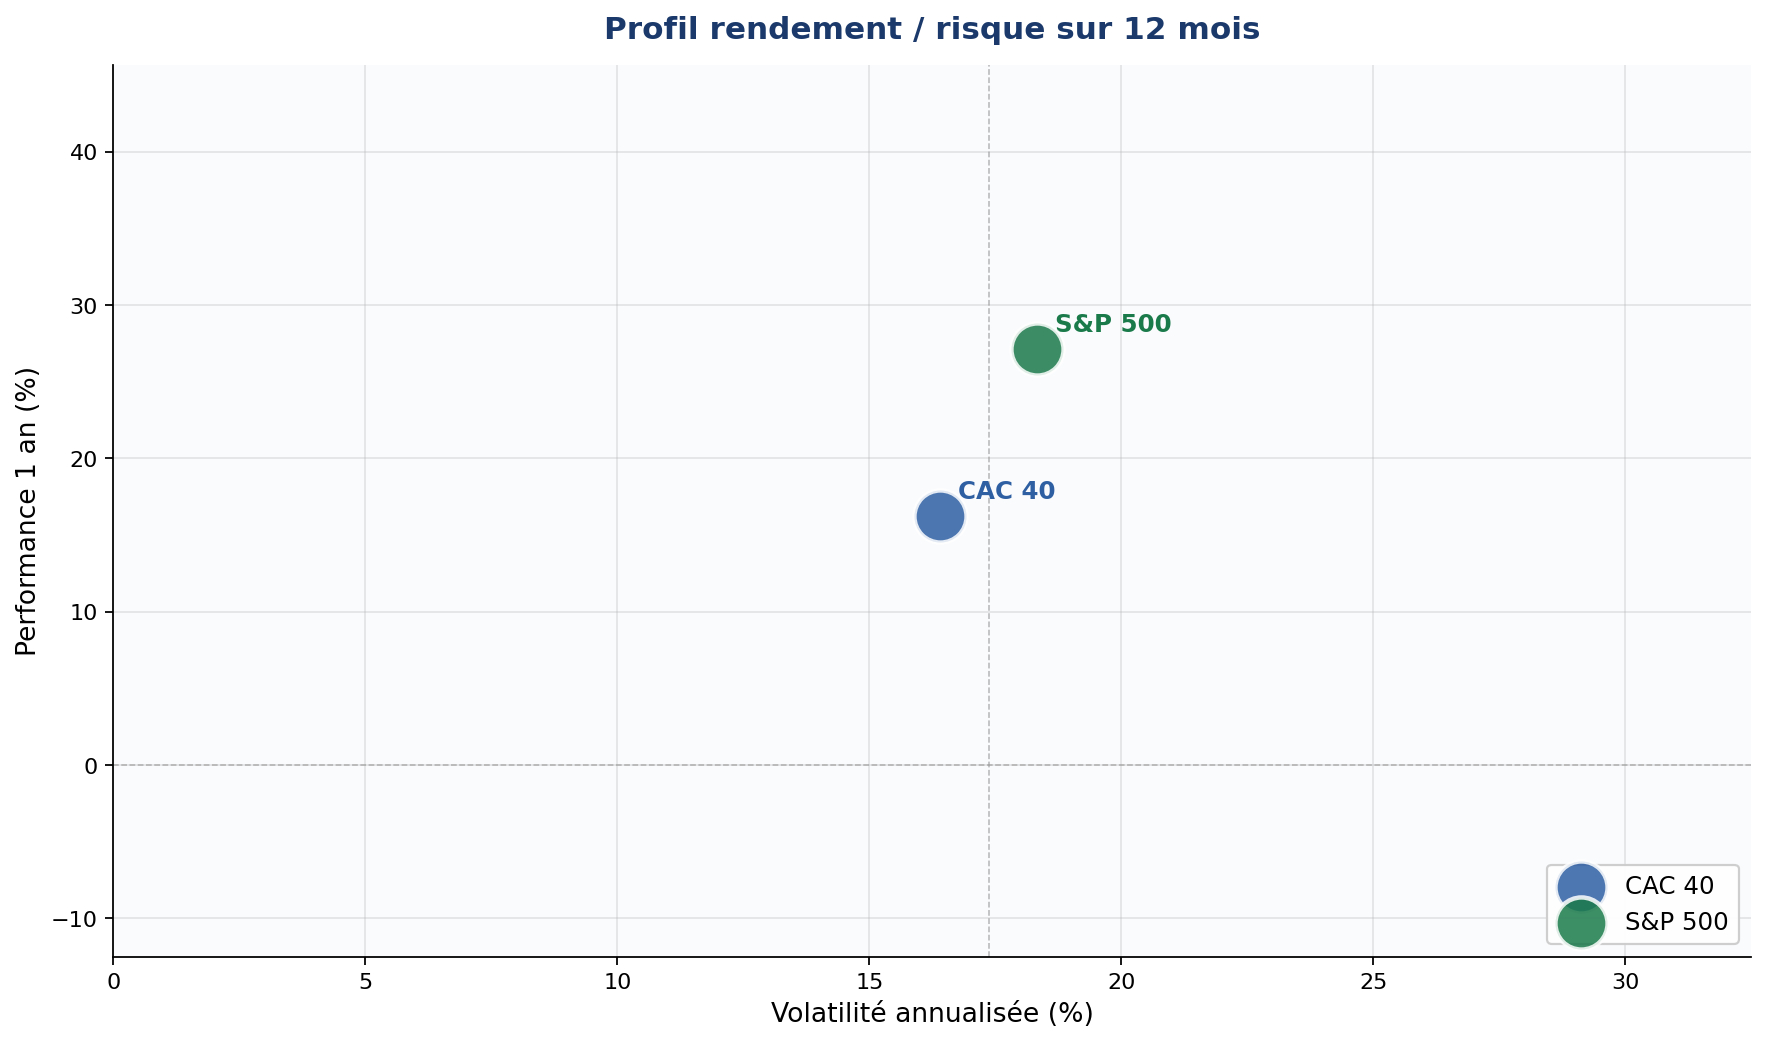 Profil rendement / risque sur 12 mois
Performance 1 an (%)
40
30
20
10
0
−10
S&P 500
CAC 40
CAC 40
S&P 500
0 5 10 15 20 25 30
Volatilité annualisée (%)